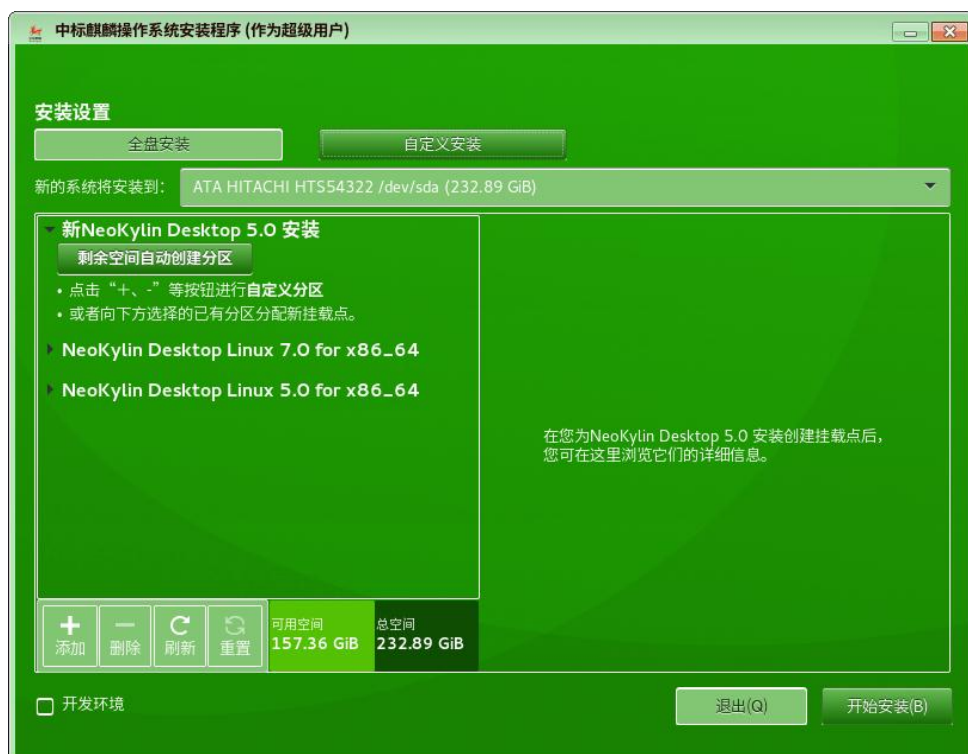 中标麒麟操作系统安装程序 (作为超级用户)
安装设置
全盘安装
自定义安装
新的系统将安装到：
ATA HITACHI HTS54322 /dev/sda (232.89 GiB)
新NeoKylin Desktop 5.0 安装
剩余空间自动创建分区
• 点击“+、-”等按钮进行自定义分区
• 或者向下方选择的已有分区分配新挂载点。
NeoKylin Desktop Linux 7.0 for x86_64
NeoKylin Desktop Linux 5.0 for x86_64
在您为NeoKylin Desktop 5.0 安装创建挂载点后，
您可在这里浏览它们的详细信息。
添加
删除
刷新
重置
可用空间
157.36 GiB
总空间
232.89 GiB
开发环境
退出(Q)
开始安装(B)